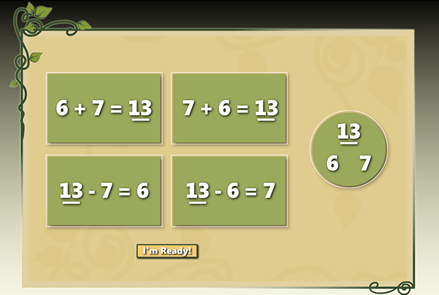 6 + 7 = 13
7 + 6 = 13
13 - 7 = 6
13 - 6 = 7
13
6 7
I'm Ready!